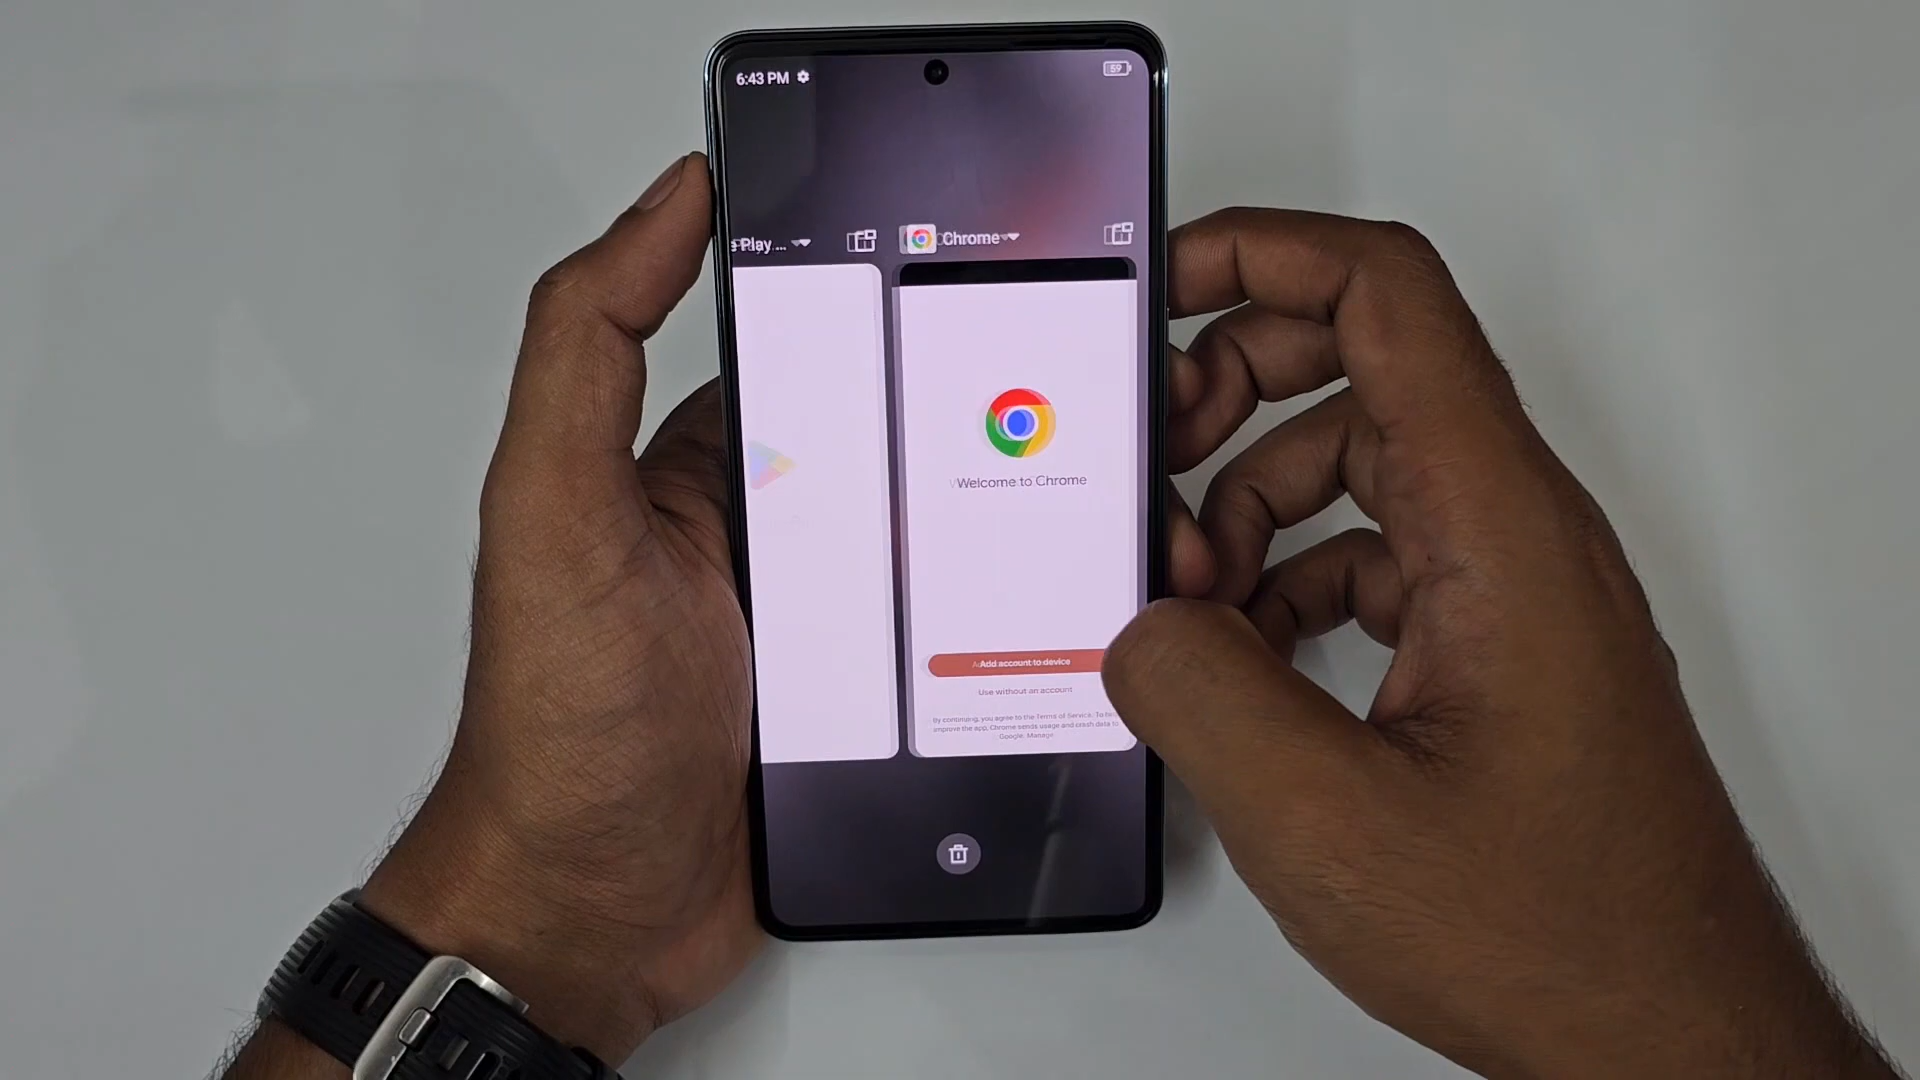 6:43 PM
59
e Play ...
Chrome
Welcome to Chrome
Add account to device
Use without an account
By continuing, you agree to the Terms of Service. To
improve the app, Chrome sends usage and crash data to
Google. Manage